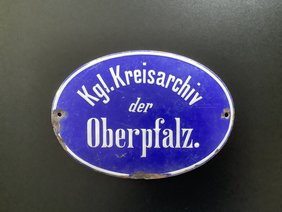 Kgl. Kreisarchiv
der
Oberpfalz.